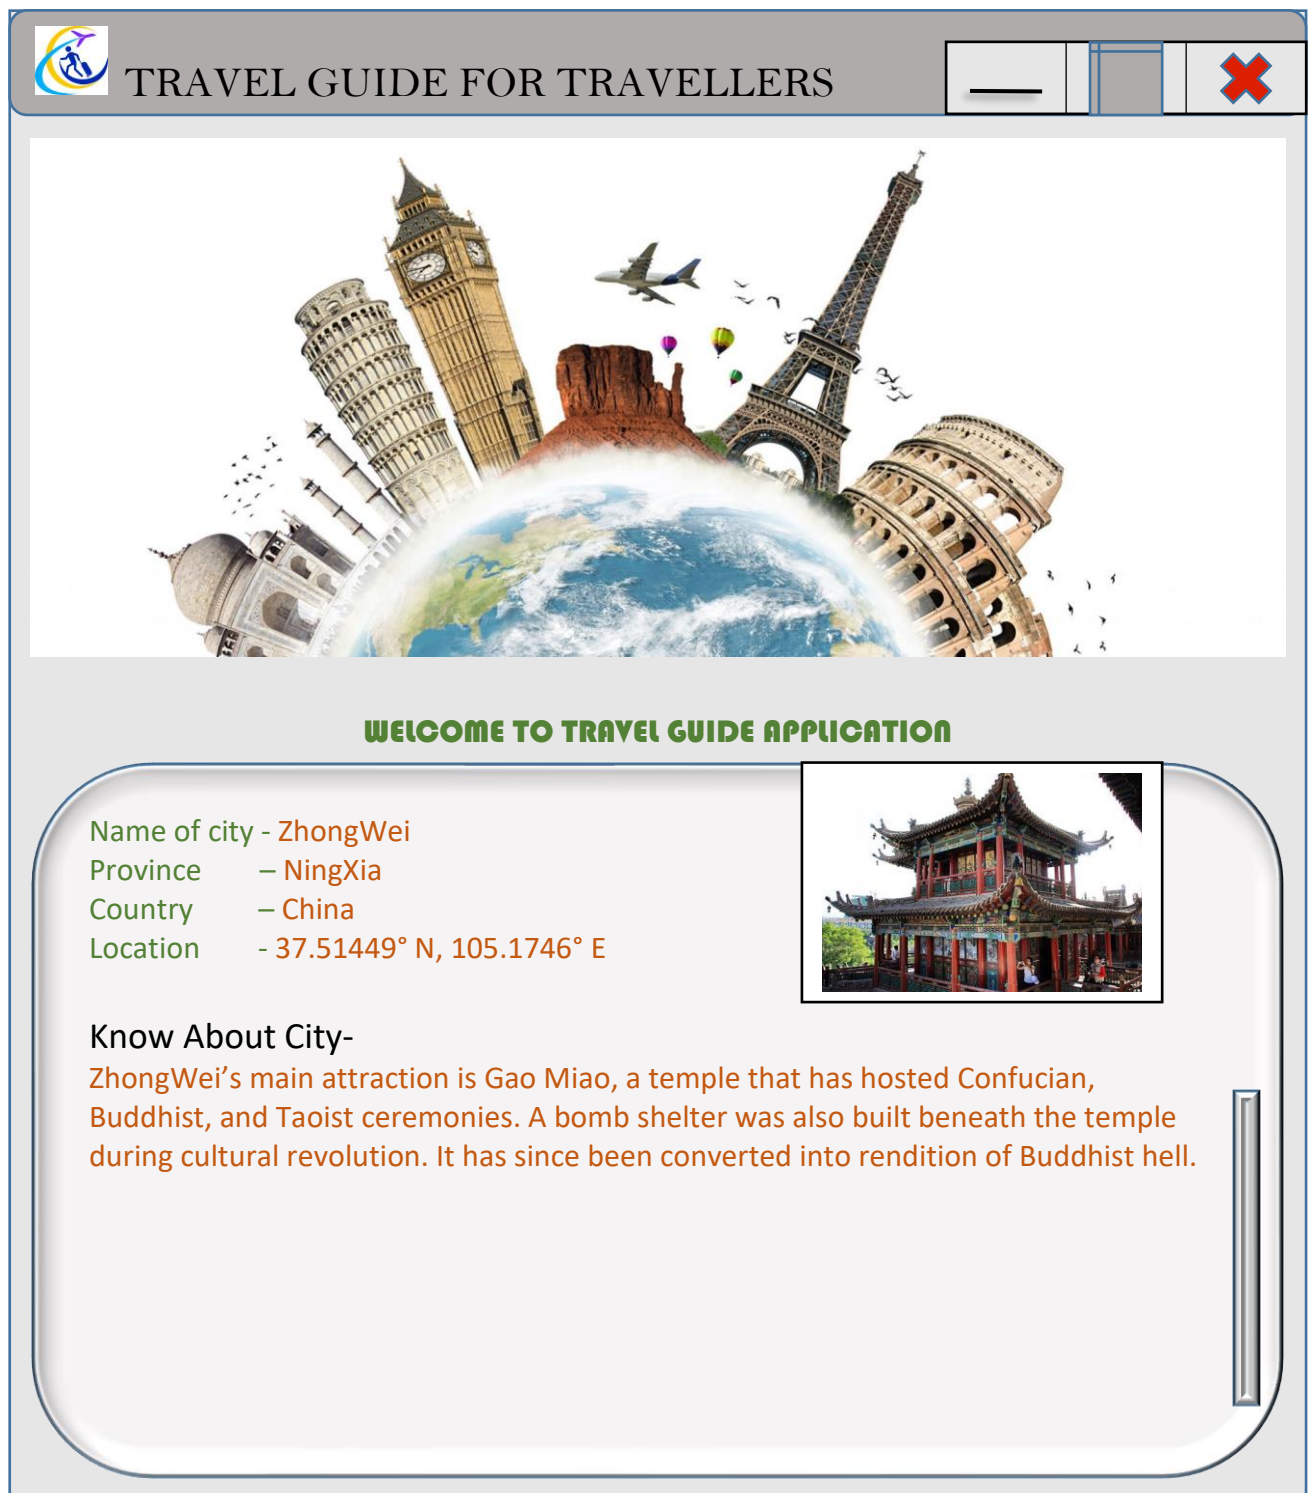 TRAVEL GUIDE FOR TRAVELLERS
WELCOME TO TRAVEL GUIDE APPLICATION
Name of city - ZhongWei
Province – NingXia
Country – China
Location - 37.51449° N, 105.1746° E
Know About City-
ZhongWei’s main attraction is Gao Miao, a temple that has hosted Confucian,
Buddhist, and Taoist ceremonies. A bomb shelter was also built beneath the temple
during cultural revolution. It has since been converted into rendition of Buddhist hell.